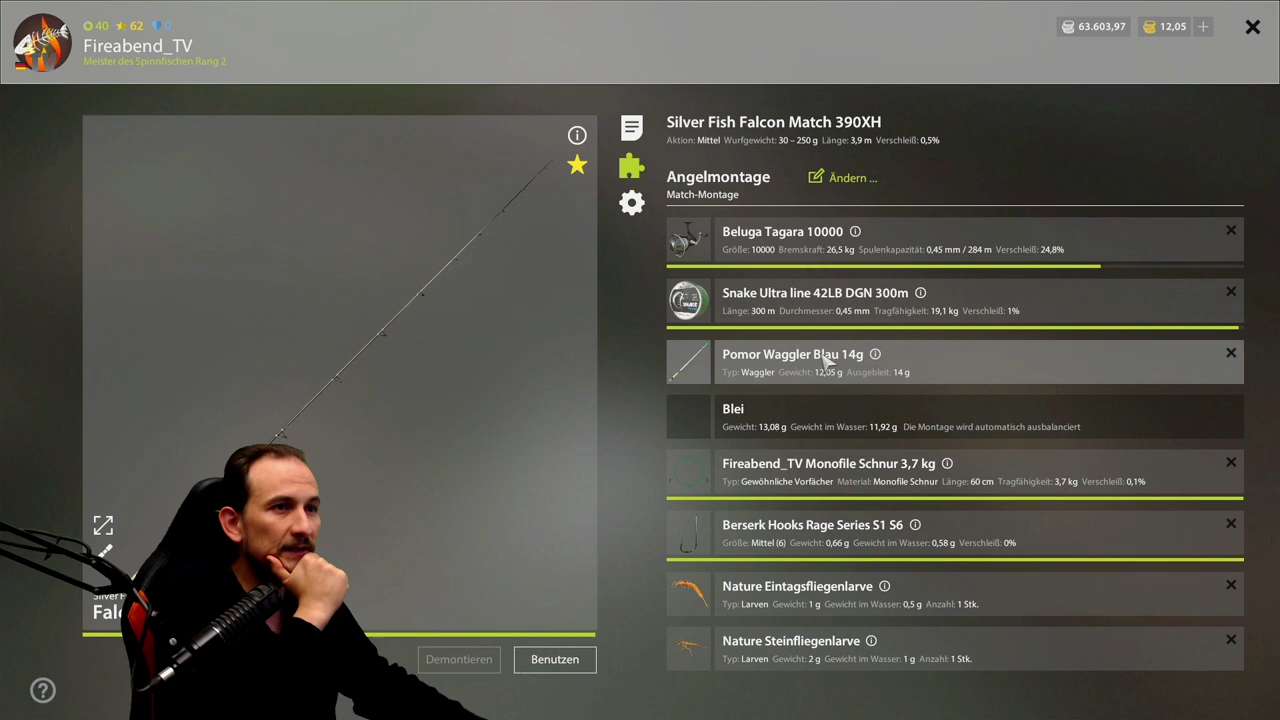 40 62 0
Fireabend_TV
Meister des Spinnfischen Rang 2
63.603,97 12,05 +
Silver Fish Falcon Match 390XH
Aktion: Mittel Wurfgewicht: 30 – 250 g Länge: 3,9 m Verschleiß: 0,5%
Angelmontage Ändern ...
Match-Montage
Beluga Tagara 10000
Größe: 10000 Bremskraft: 26,5 kg Spulenkapazität: 0,45 mm / 284 m Verschleiß: 24,8%
Snake Ultra line 42LB DGN 300m
Länge: 300 m Durchmesser: 0,45 mm Tragfähigkeit: 19,1 kg Verschleiß: 1%
Pomor Waggler Blau 14g
Typ: Waggler Gewicht: 12,05 g Ausgebleit: 14 g
Blei
Gewicht: 13,08 g Gewicht im Wasser: 11,92 g Die Montage wird automatisch ausbalanciert
Fireabend_TV Monofile Schnur 3,7 kg
Typ: Gewöhnliche Vorfächer Material: Monofile Schnur Länge: 60 cm Tragfähigkeit: 3,7 kg Verschleiß: 0,1%
Berserk Hooks Rage Series S1 S6
Größe: Mittel (6) Gewicht: 0,66 g Gewicht im Wasser: 0,58 g Verschleiß: 0%
Nature Eintagsfliegenlarve
Typ: Larven Gewicht: 1 g Gewicht im Wasser: 0,5 g Anzahl: 1 Stk.
Nature Steinfliegenlarve
Typ: Larven Gewicht: 2 g Gewicht im Wasser: 1 g Anzahl: 1 Stk.
Demontieren
Benutzen